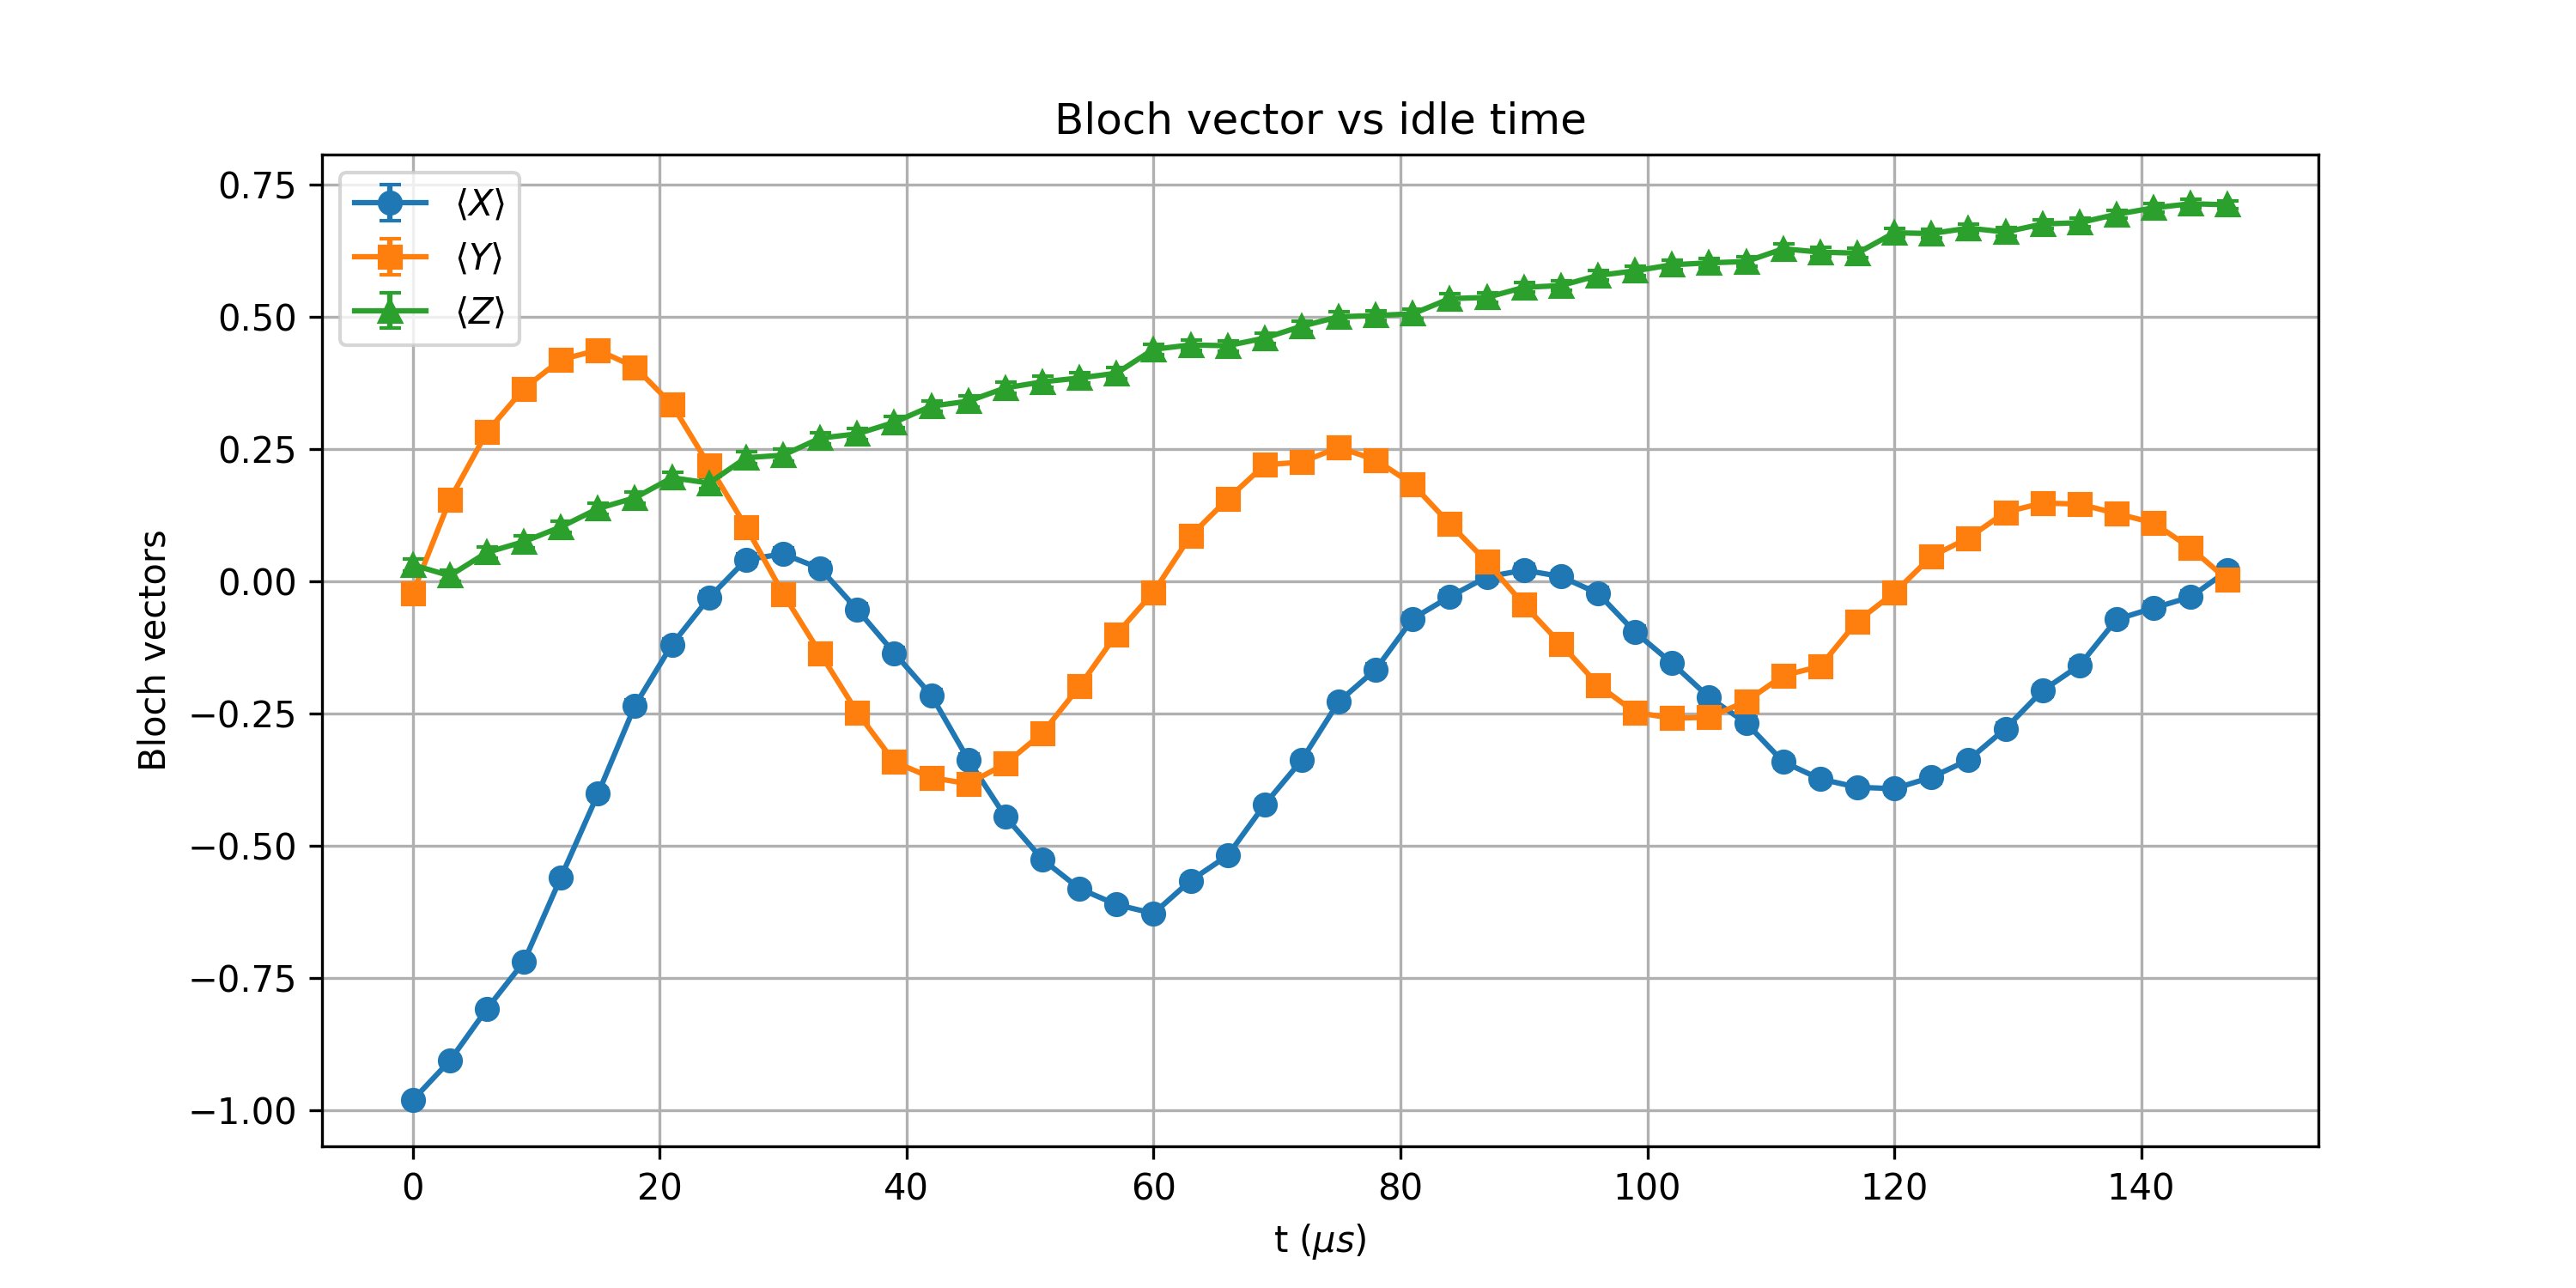 Bloch vector vs idle time
⟨X⟩
⟨Y⟩
⟨Z⟩
Bloch vectors
0.75
0.50
0.25
0.00
−0.25
−0.50
−0.75
−1.00
0 20 40 60 80 100 120 140
t (μs)